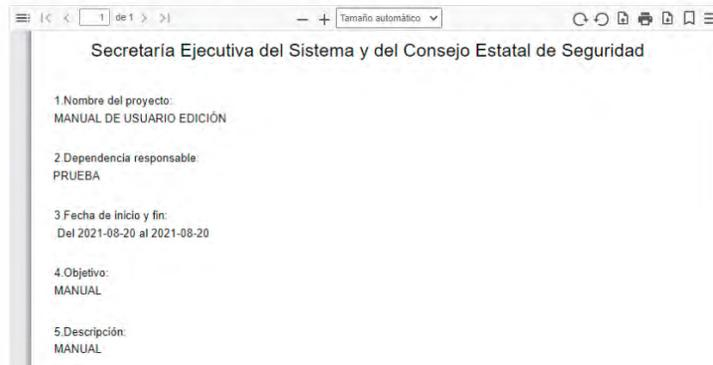 1 de 1
Tamaño automático
Secretaría Ejecutiva del Sistema y del Consejo Estatal de Seguridad
1.Nombre del proyecto:
MANUAL DE USUARIO EDICIÓN
2.Dependencia responsable:
PRUEBA
3.Fecha de inicio y fin:
Del 2021-08-20 al 2021-08-20
4.Objetivo:
MANUAL
5.Descripción:
MANUAL